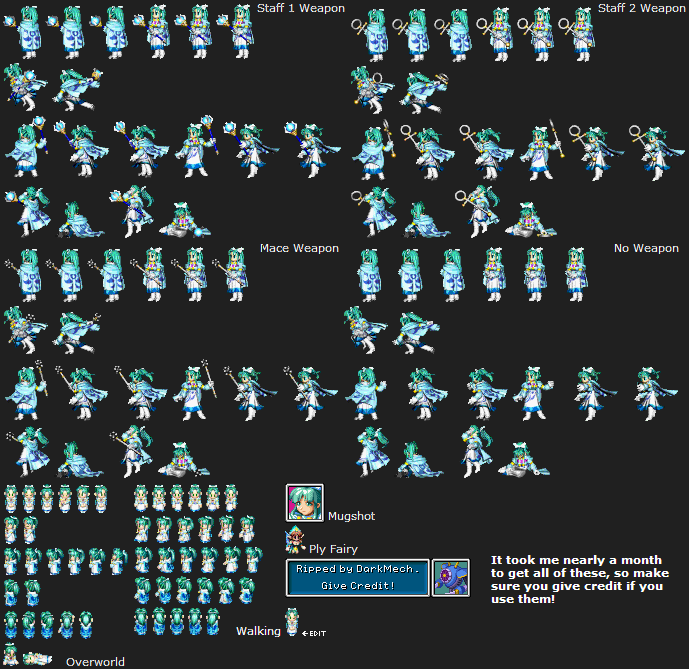 Staff 1 Weapon
Staff 2 Weapon
Mace Weapon
No Weapon
Mugshot
Ply Fairy
Ripped by DarkMech.
Give Credit!
It took me nearly a month
to get all of these, so make
sure you give credit if you
use them!
Walking
←EDIT
Overworld